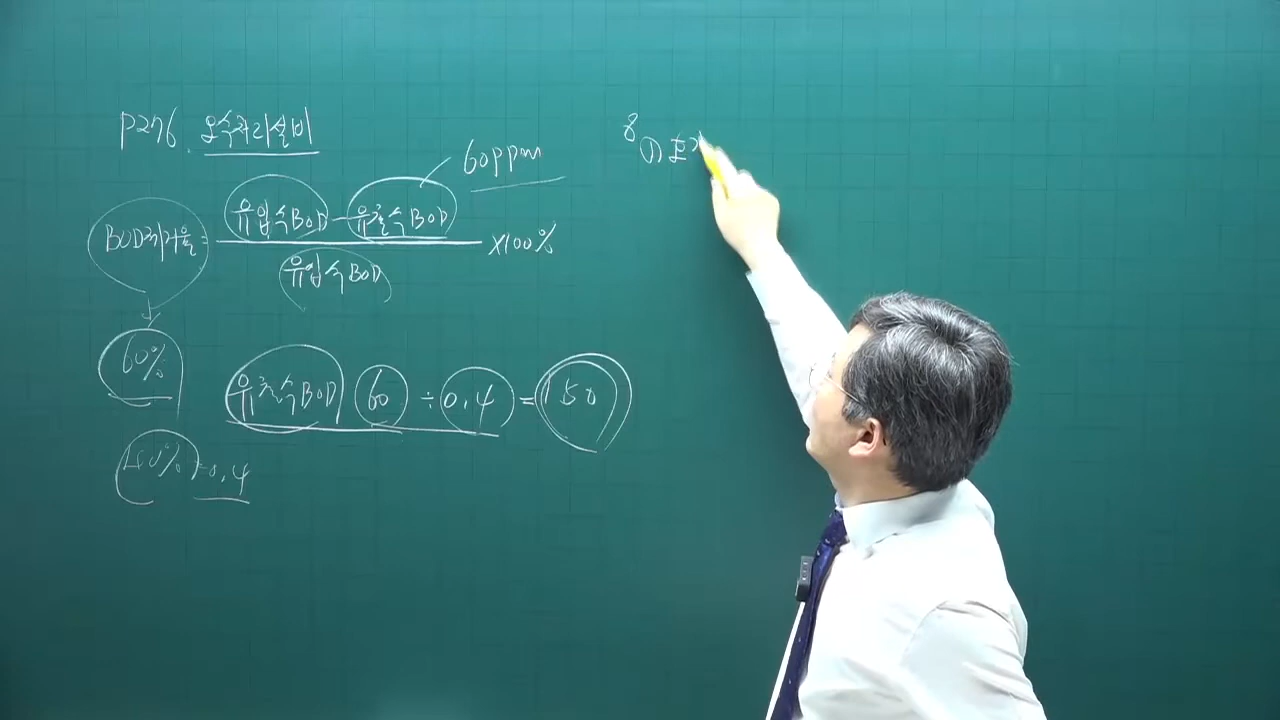 P276. 오수처리설비
60ppm
BOD제거율 = 유입수BOD - 유출수BOD
유입수BOD
×100%
60%
유출수BOD 60 ÷ 0.4 = 150
40% = 0.4
8
(1)